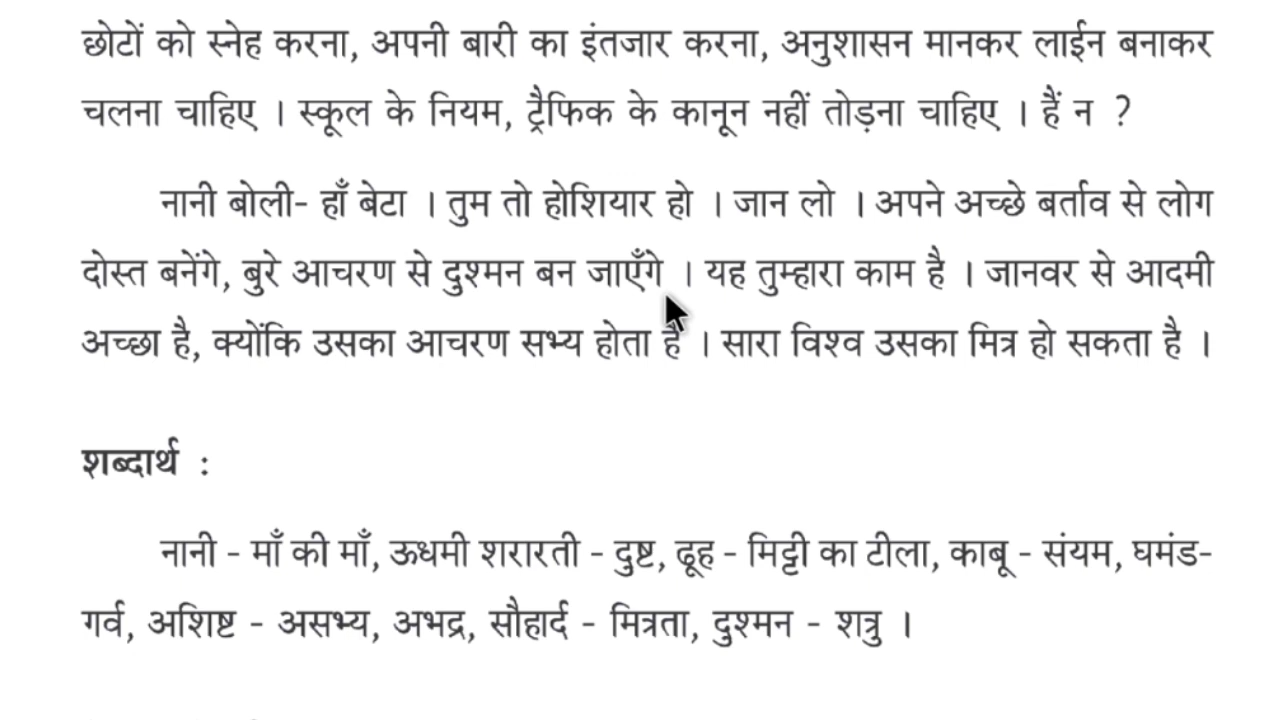 छोटों को स्नेह करना, अपनी बारी का इंतजार करना, अनुशासन मानकर लाईन बनाकर
चलना चाहिए । स्कूल के नियम, ट्रैफिक के कानून नहीं तोड़ना चाहिए । हैं न ?
नानी बोली- हाँ बेटा । तुम तो होशियार हो । जान लो । अपने अच्छे बर्ताव से लोग
दोस्त बनेंगे, बुरे आचरण से दुश्मन बन जाएँगे । यह तुम्हारा काम है । जानवर से आदमी
अच्छा है, क्योंकि उसका आचरण सभ्य होता है । सारा विश्व उसका मित्र हो सकता है ।
शब्दार्थ :
नानी - माँ की माँ, ऊधमी शरारती - दुष्ट, ढूह - मिट्टी का टीला, काबू - संयम, घमंड-
गर्व, अशिष्ट - असभ्य, अभद्र, सौहार्द - मित्रता, दुश्मन - शत्रु ।